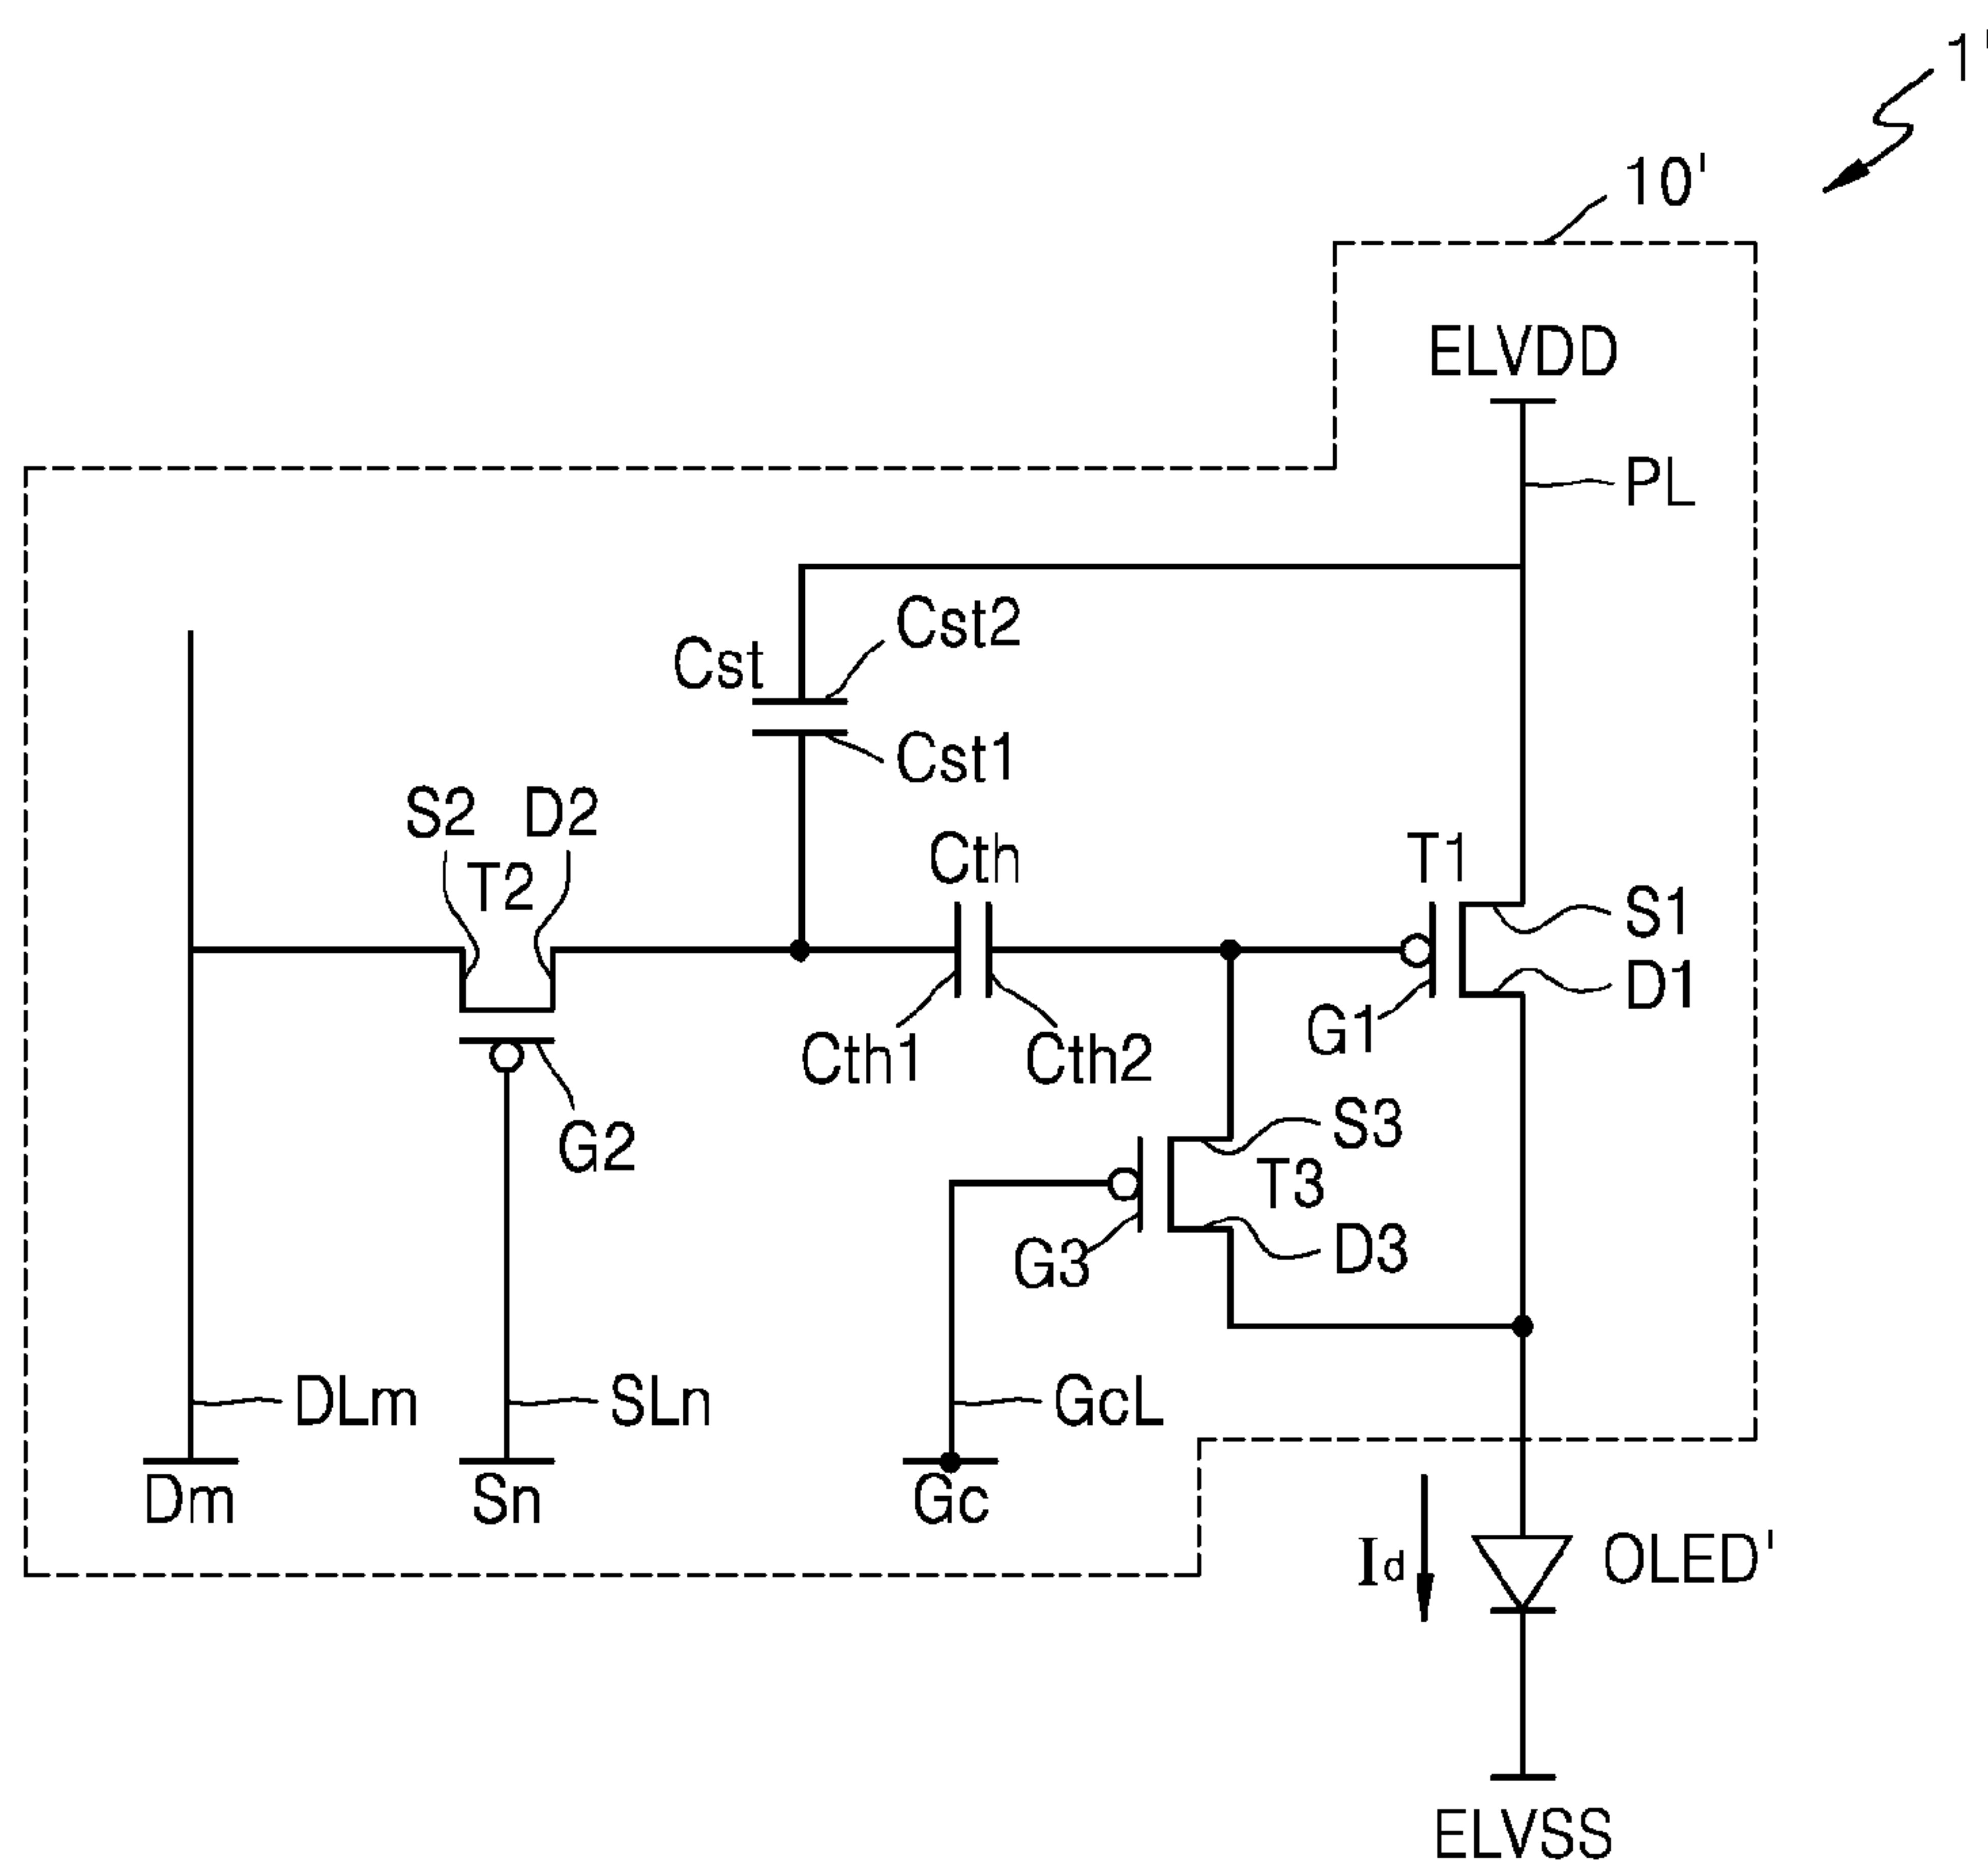 1'
10'
ELVDD
PL
Cst2
Cst
Cst1
S2
D2
T2
Cth
T1
S1
D1
G1
Cth1
Cth2
G2
S3
T3
D3
G3
DLm
SLn
GcL
Dm
Sn
Gc
Id
OLED'
ELVSS